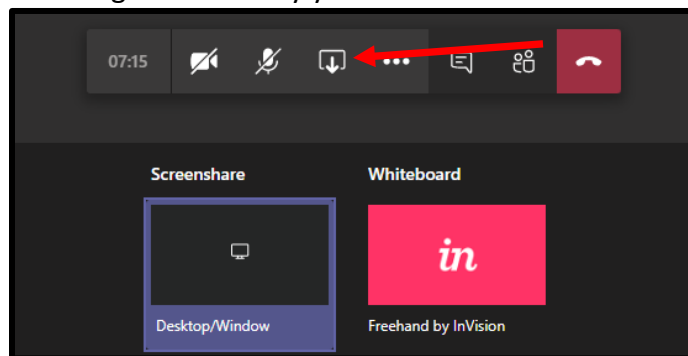 07:15
Screenshare
Whiteboard
in
Desktop/Window
Freehand by InVision